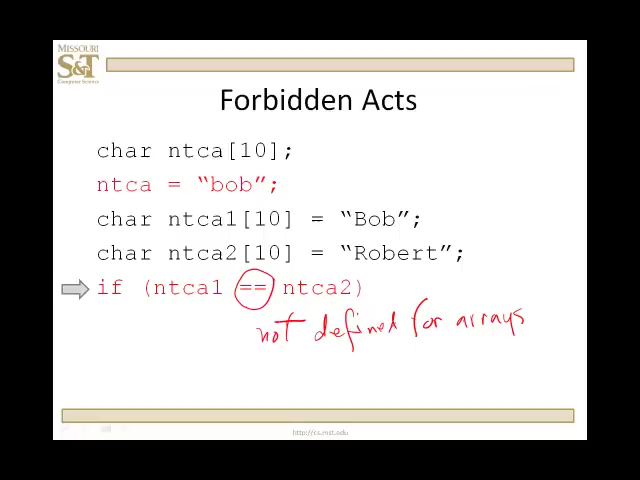 MISSOURI
S&T
Computer Science
Forbidden Acts
char ntca[10];
ntca = “bob”;
char ntca1[10] = “Bob”;
char ntca2[10] = “Robert”;
if (ntca1 == ntca2)
not defined for arrays
http://cs.mst.edu